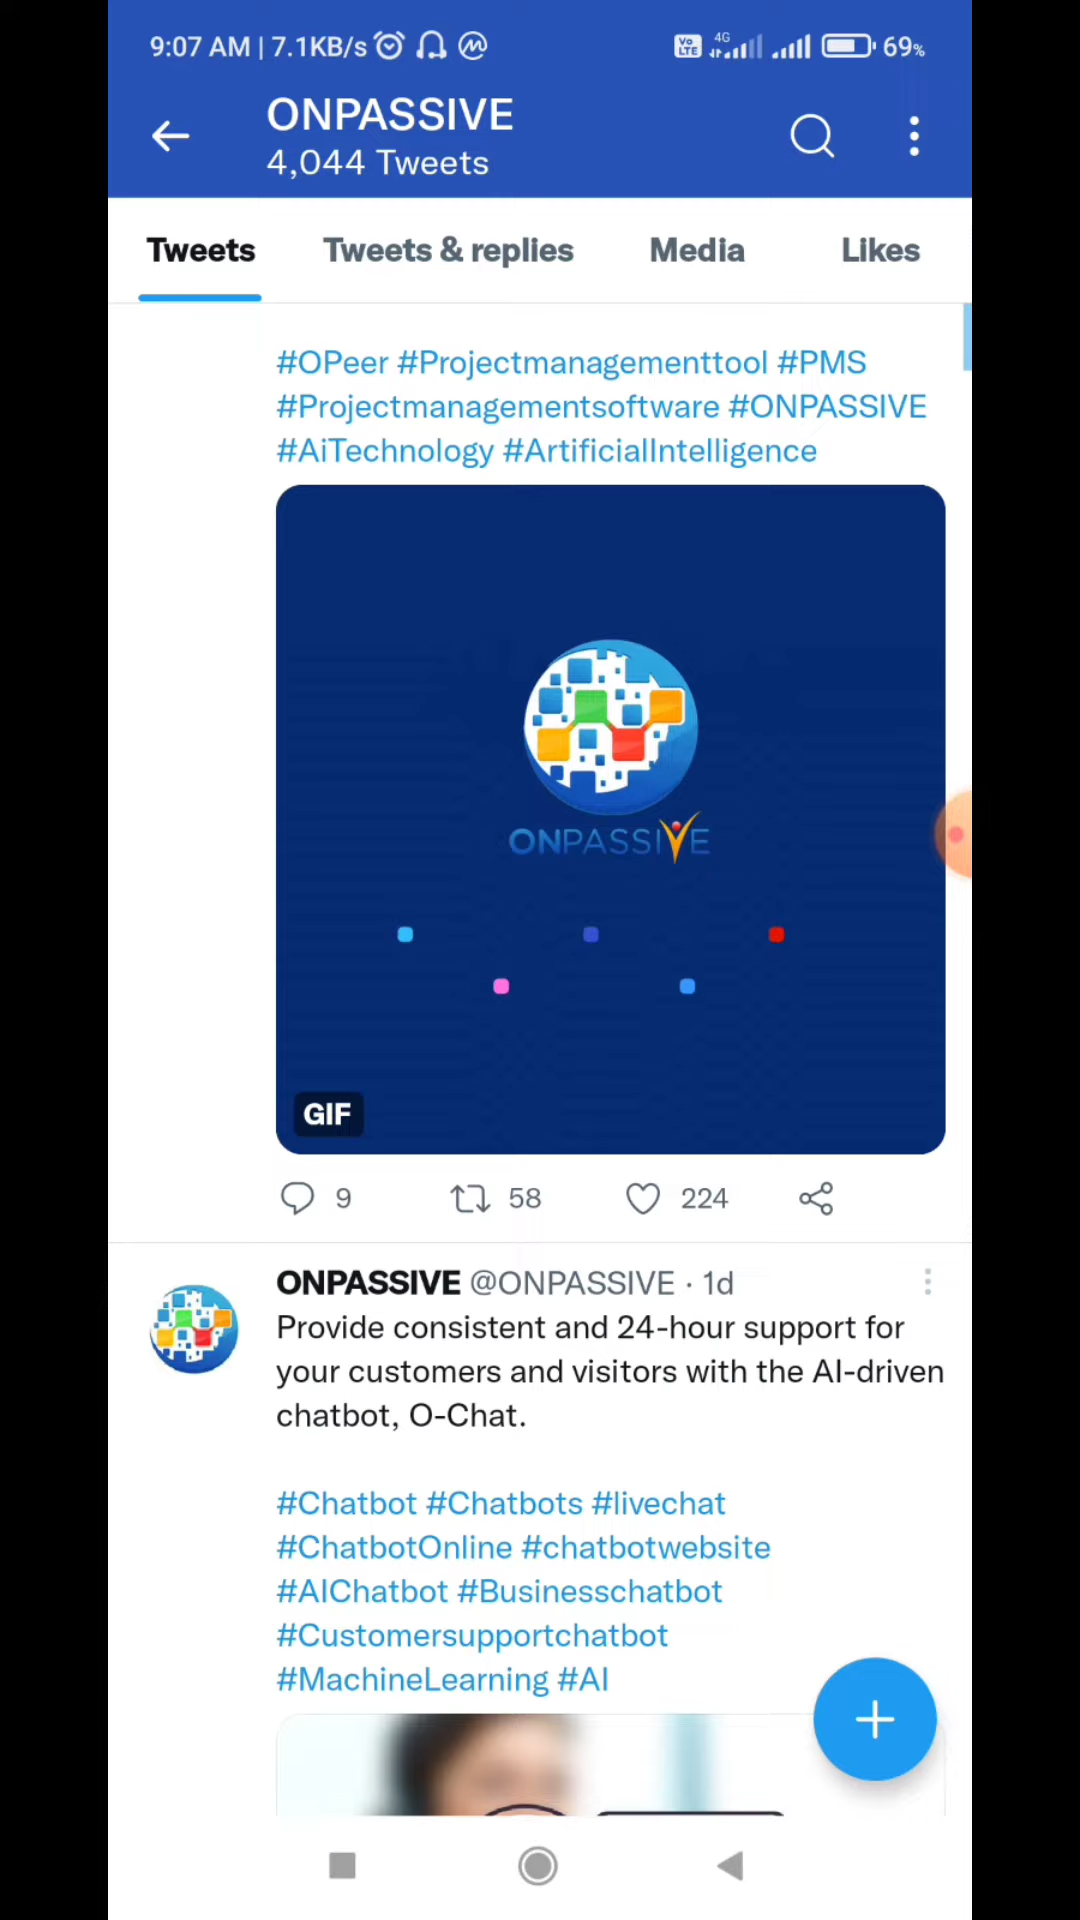 9:07 AM | 7.1KB/s
Vo LTE 4G 69%
ONPASSIVE
4,044 Tweets
Tweets Tweets & replies Media Likes
#OPeer #Projectmanagementtool #PMS
#Projectmanagementsoftware #ONPASSIVE
#AiTechnology #ArtificialIntelligence
ONPASSIVE
GIF
9 58 224
ONPASSIVE @ONPASSIVE · 1d
Provide consistent and 24-hour support for
your customers and visitors with the AI-driven
chatbot, O-Chat.
#Chatbot #Chatbots #livechat
#ChatbotOnline #chatbotwebsite
#AIChatbot #Businesschatbot
#Customersupportchatbot
#MachineLearning #AI